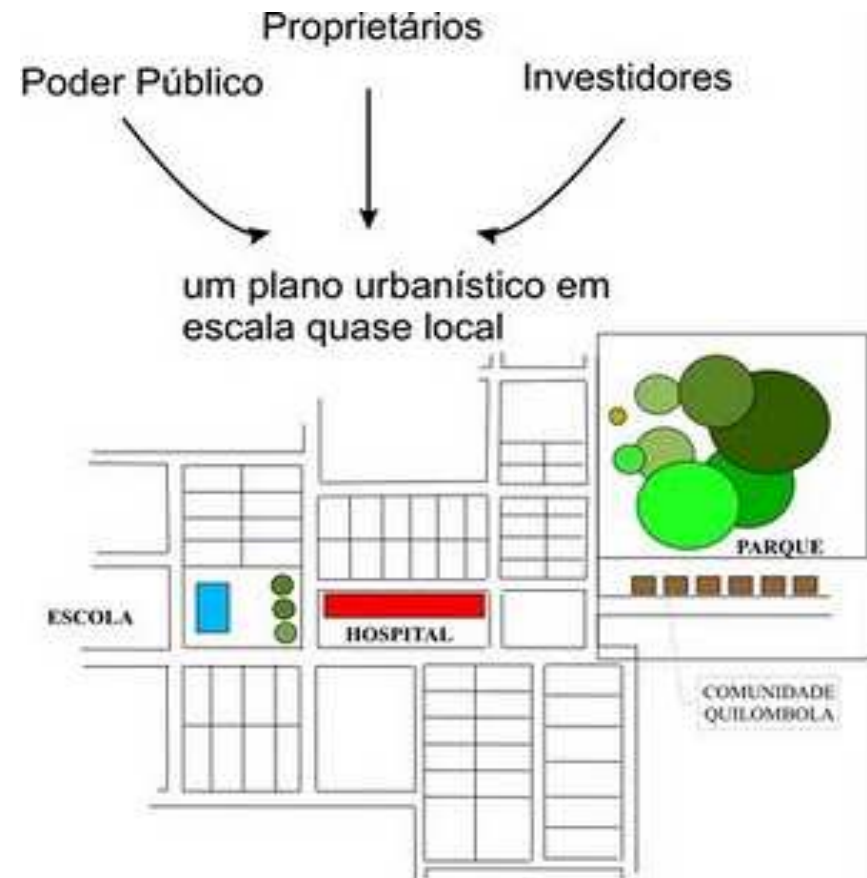 Proprietários
Poder Público
Investidores
um plano urbanístico em
escala quase local
PARQUE
ESCOLA
HOSPITAL
COMUNIDADE
QUILOMBOLA